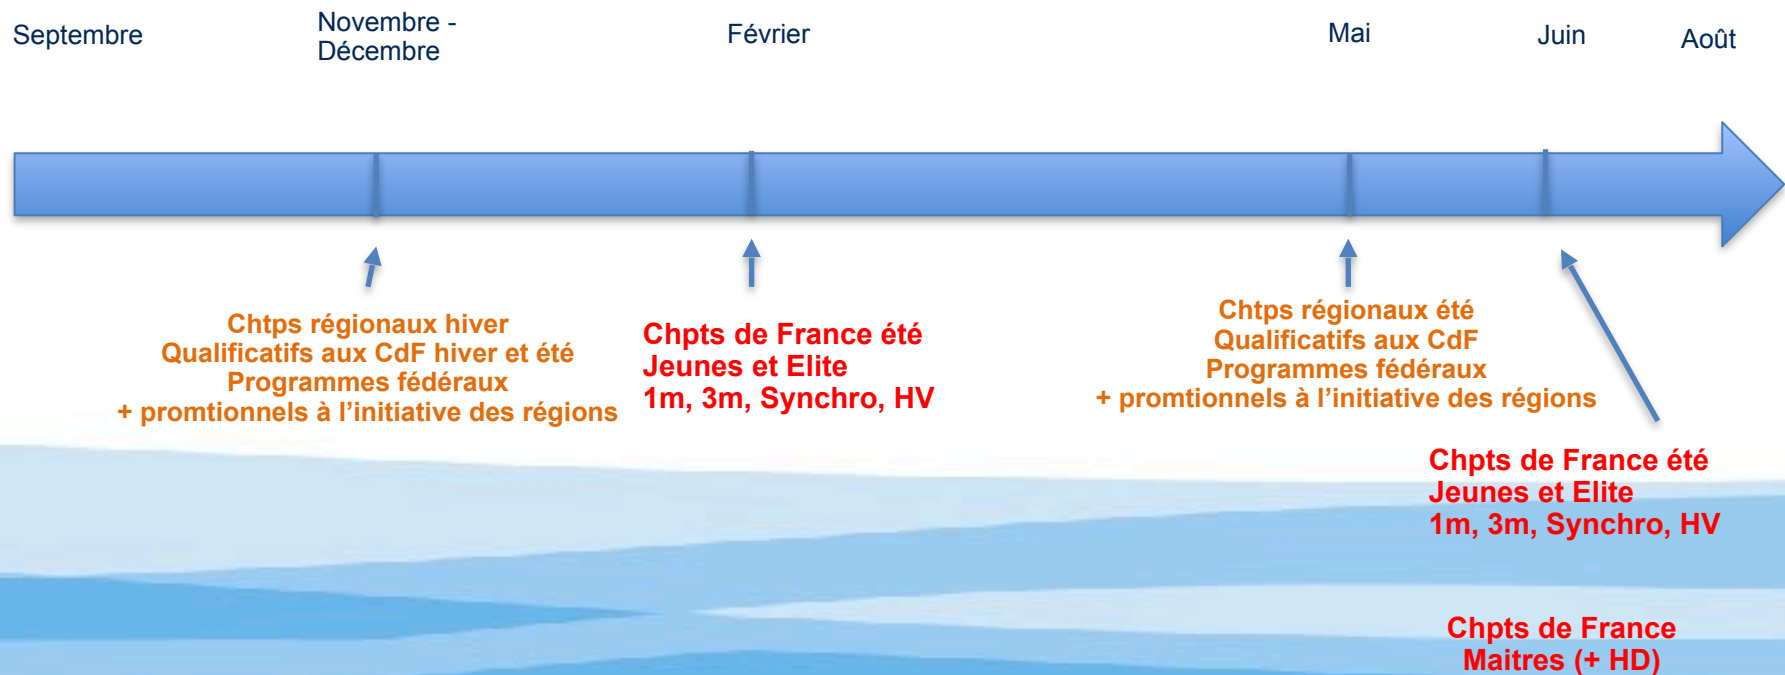 Septembre
Novembre -
Décembre
Février
Mai
Juin
Août
Chtps régionaux hiver
Qualificatifs aux CdF hiver et été
Programmes fédéraux
+ promtionnels à l'initiative des régions
Chpts de France été
Jeunes et Elite
1m, 3m, Synchro, HV
Chtps régionaux été
Qualificatifs aux CdF
Programmes fédéraux
+ promtionnels à l'initiative des régions
Chpts de France été
Jeunes et Elite
1m, 3m, Synchro, HV
Chpts de France
Maitres (+ HD)